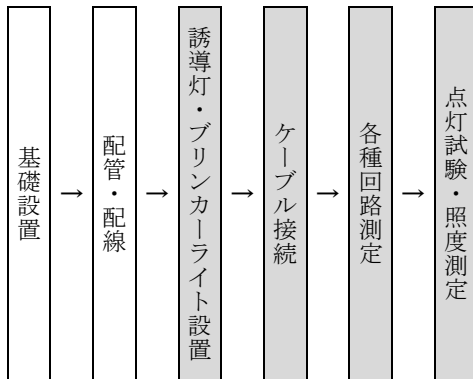 基礎設置
→
配管・配線
→
誘導灯・ブリンカーライト設置
→
ケーブル接続
→
各種回路測定
→
点灯試験・照度測定